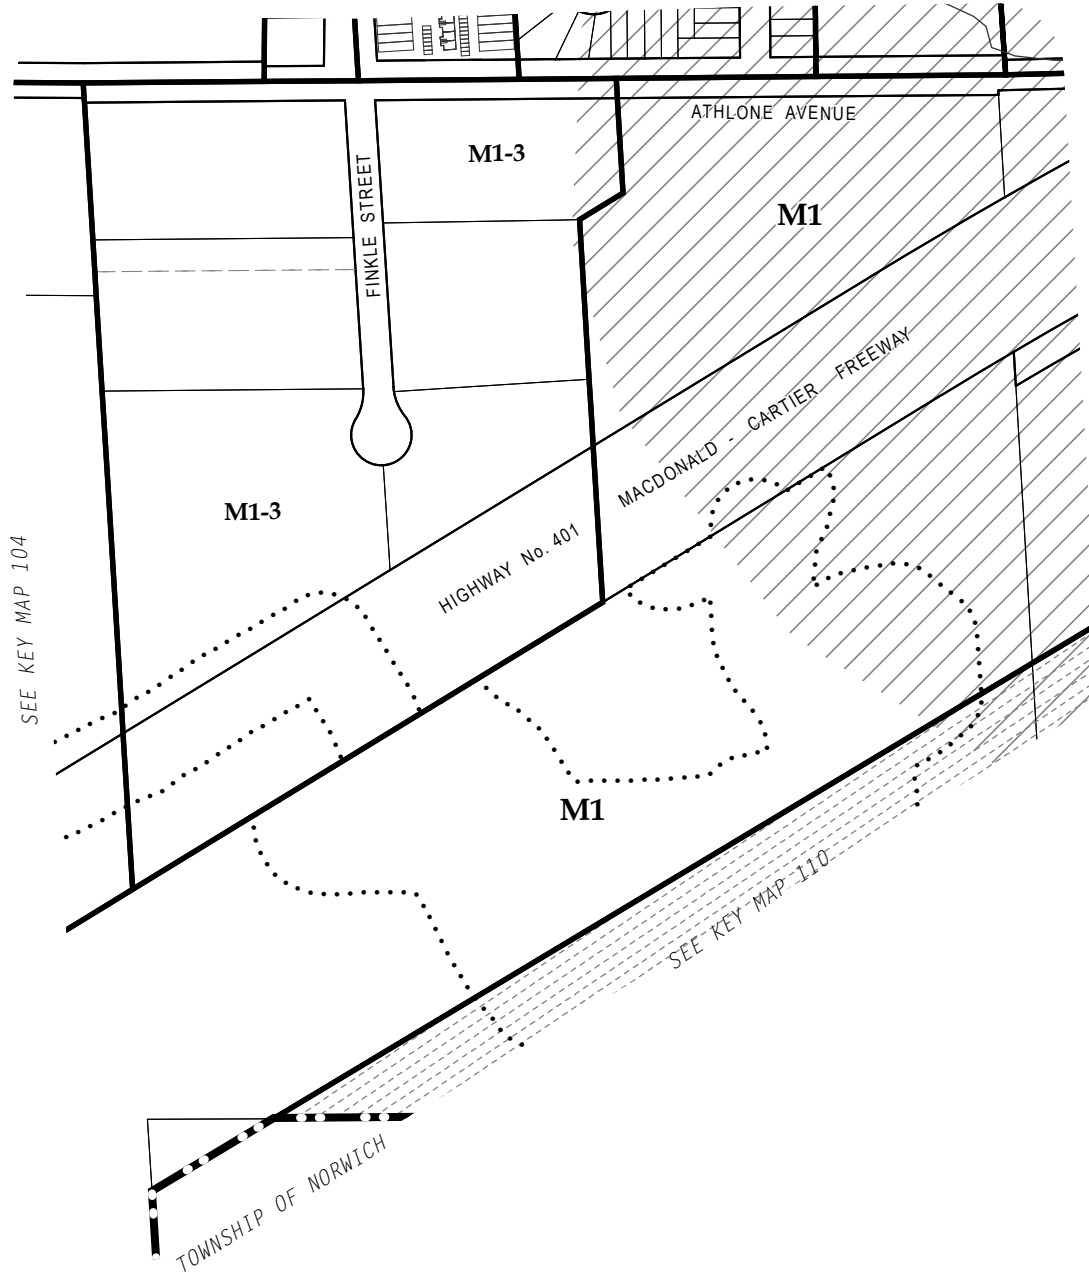 ATHLONE AVENUE
M1-3
FINKLE STREET
M1
MACDONALD - CARTIER FREEWAY
M1-3
HIGHWAY No. 401
SEE KEY MAP 104
M1
SEE KEY MAP 110
TOWNSHIP OF NORWICH